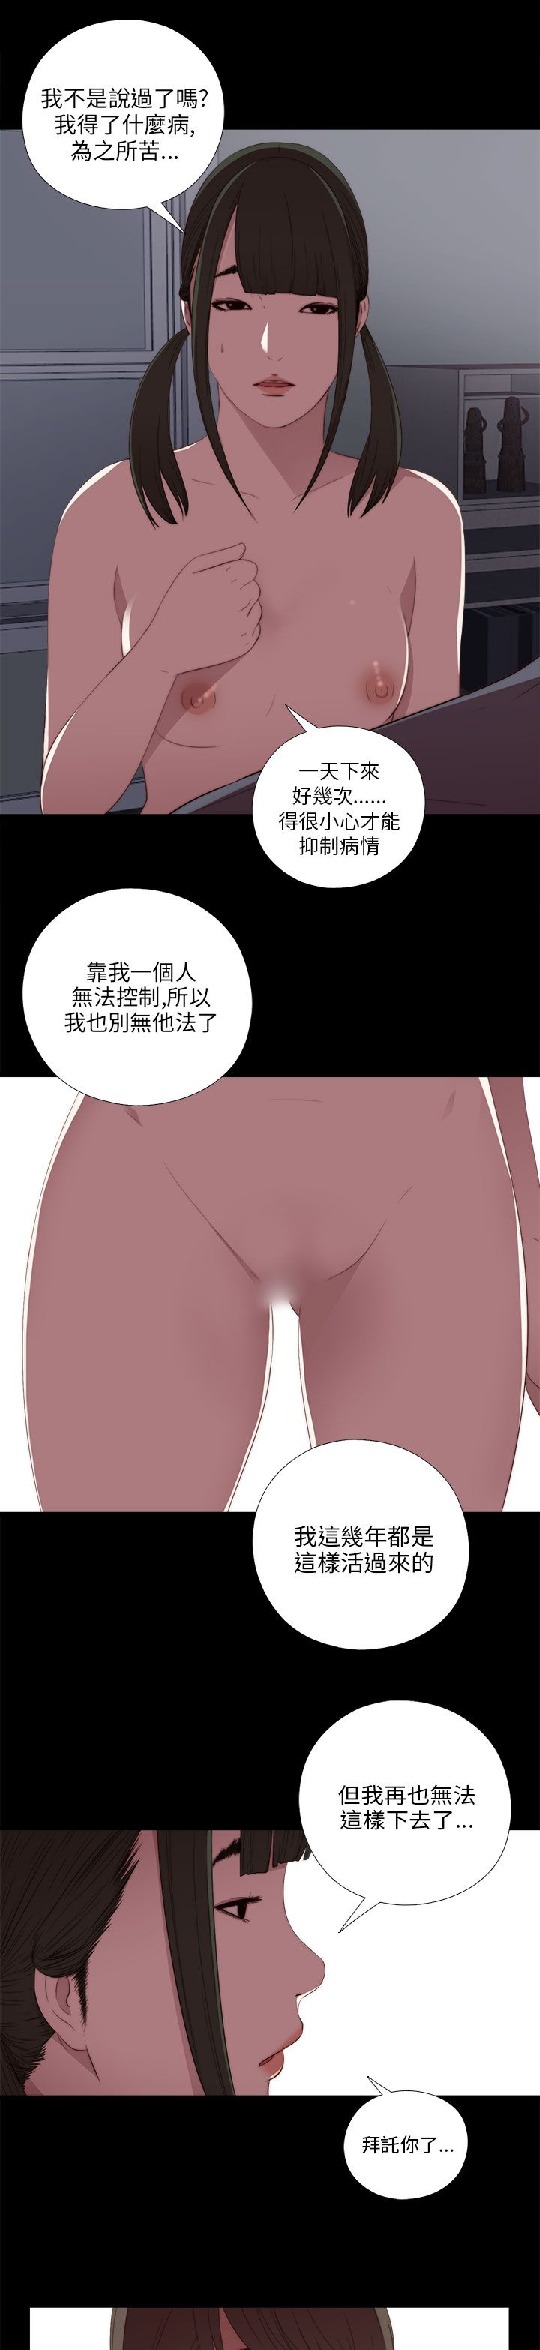 我不是說過了嗎?
我得了什麼病,
為之所苦...
一天下來
好幾次......
得很小心才能
抑制病情
靠我一個人
無法控制,所以
我也別無他法了
我這幾年都是
這樣活過來的
但我再也無法
這樣下去了...
拜託你了...